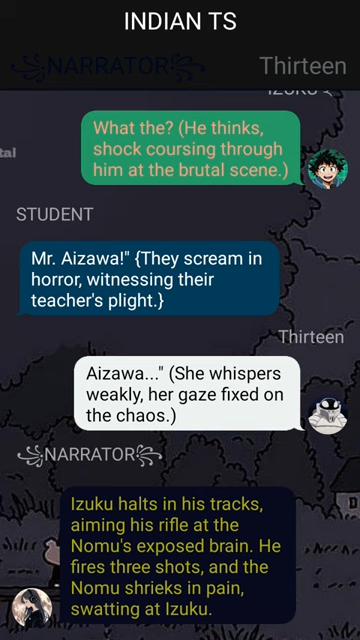 INDIAN TS
꧁NARRATOR꧂
Thirteen
IZUKU
What the? (He thinks,
shock coursing through
him at the brutal scene.)
tal
STUDENT
Mr. Aizawa!" {They scream in
horror, witnessing their
teacher's plight.}
Thirteen
Aizawa..." (She whispers
weakly, her gaze fixed on
the chaos.)
꧁NARRATOR꧂
Izuku halts in his tracks,
aiming his rifle at the
Nomu's exposed brain. He
fires three shots, and the
Nomu shrieks in pain,
swatting at Izuku.